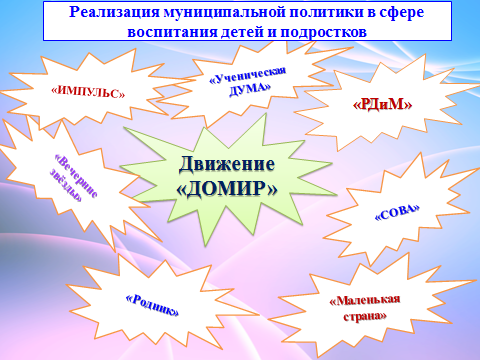 Реализация муниципальной политики в сфере
воспитания детей и подростков
«ИМПУЛЬС»
«Ученическая
ДУМА»
«РДиМ»
«Вечерние
звёзды»
Движение
«ДОМИР»
«СОВА»
«Родник»
«Маленькая
страна»